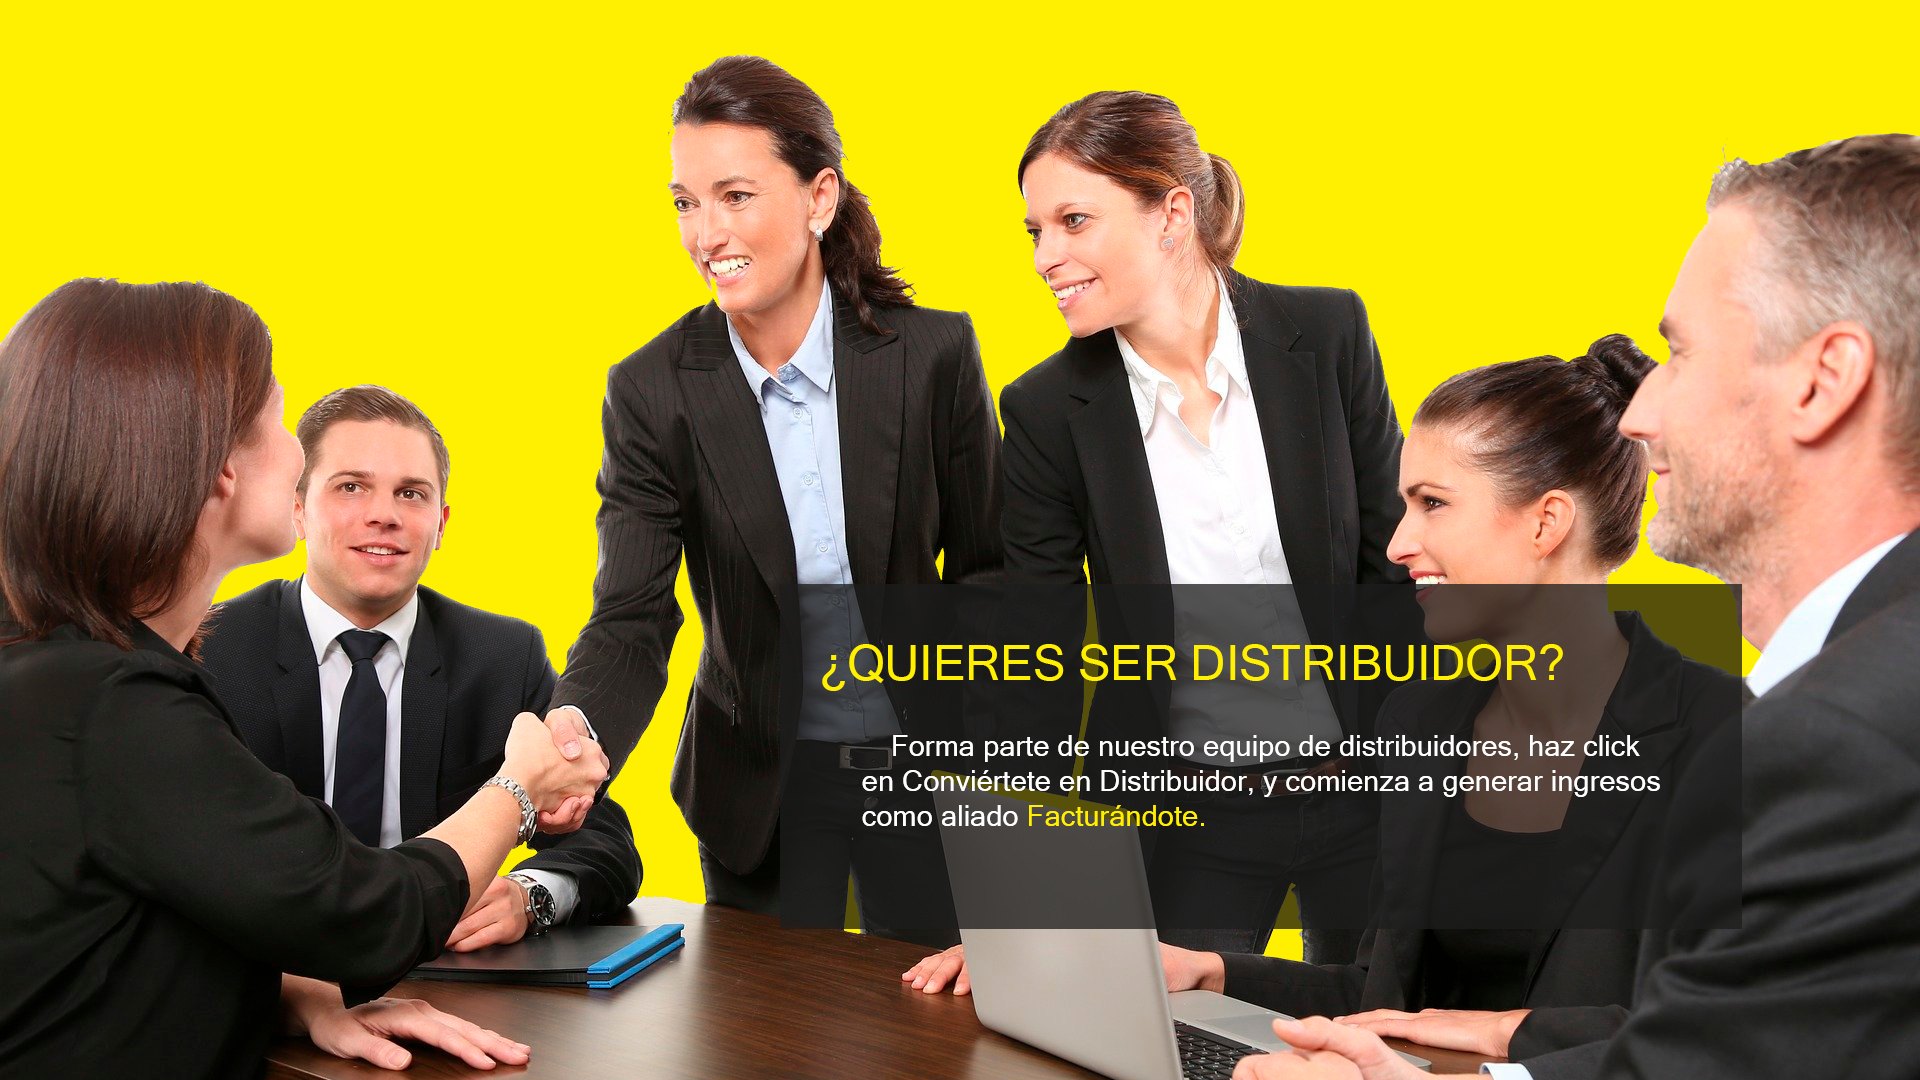 ¿QUIERES SER DISTRIBUIDOR?
Forma parte de nuestro equipo de distribuidores, haz click
en Conviértete en Distribuidor, y comienza a generar ingresos
como aliado Facturándote.